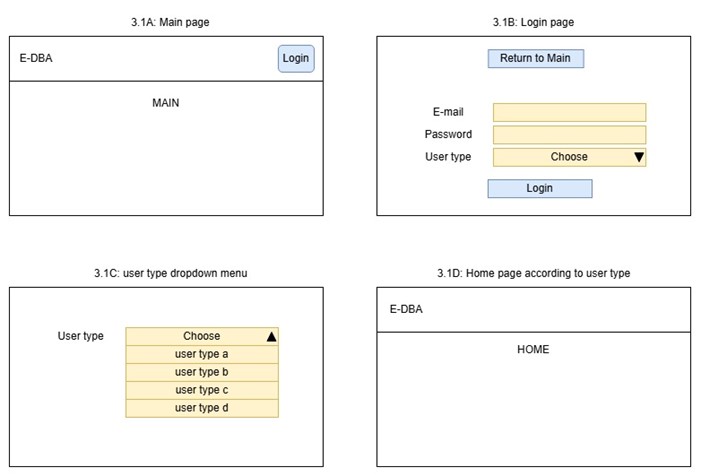 3.1A: Main page
E-DBA
Login
MAIN
3.1B: Login page
Return to Main
E-mail
Password
User type
Choose
Login
3.1C: user type dropdown menu
User type
Choose
user type a
user type b
user type c
user type d
3.1D: Home page according to user type
E-DBA
HOME